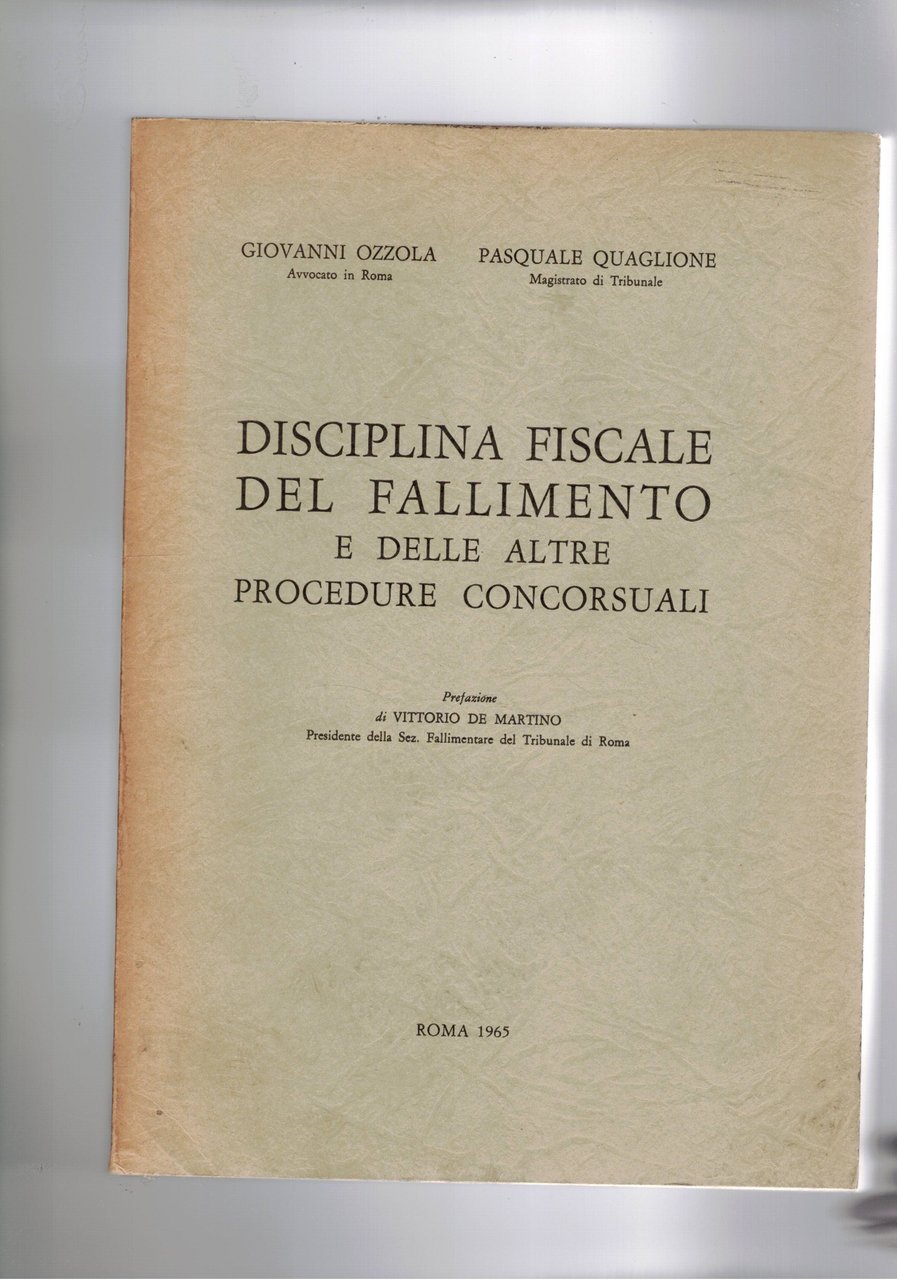 GIOVANNI OZZOLA
Avvocato in Roma
PASQUALE QUAGLIONE
Magistrato di Tribunale
DISCIPLINA FISCALE
DEL FALLIMENTO
E DELLE ALTRE
PROCEDURE CONCORSUALI
Prefazione
di VITTORIO DE MARTINO
Presidente della Sez. Fallimentare del Tribunale di Roma
ROMA 1965